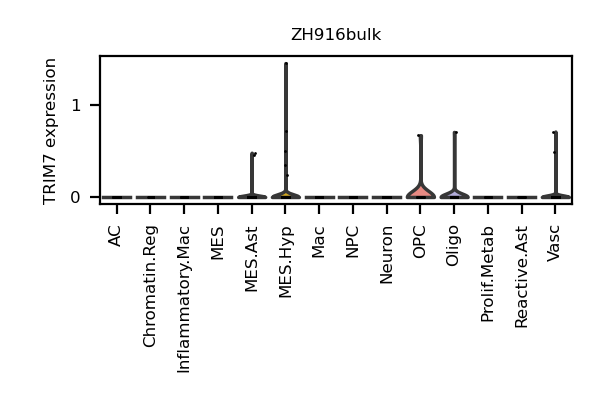 ZH916bulk
TRIM7 expression
1
0
AC
Chromatin.Reg
Inflammatory.Mac
MES
MES.Ast
MES.Hyp
Mac
NPC
Neuron
OPC
Oligo
Prolif.Metab
Reactive.Ast
Vasc